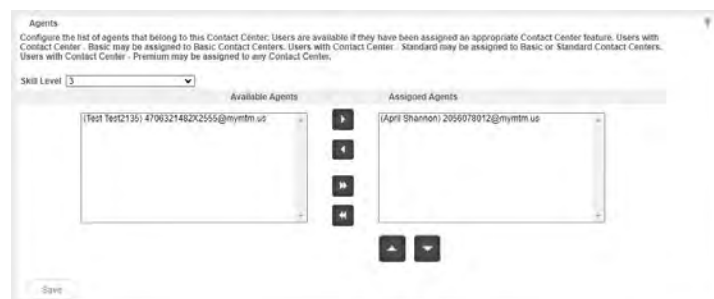 Agents
Configure the list of agents that belong to this Contact Center. Users are available if they have been assigned an appropriate Contact Center feature. Users with
Contact Center - Basic may be assigned to Basic Contact Centers. Users with Contact Center - Standard may be assigned to Basic or Standard Contact Centers.
Users with Contact Center - Premium may be assigned to any Contact Center.
Skill Level 3
Available Agents Assigned Agents
(Test Test2135) 4706321482X2555@mymtm.us (April Shannon) 2056078012@mymtm.us
Save